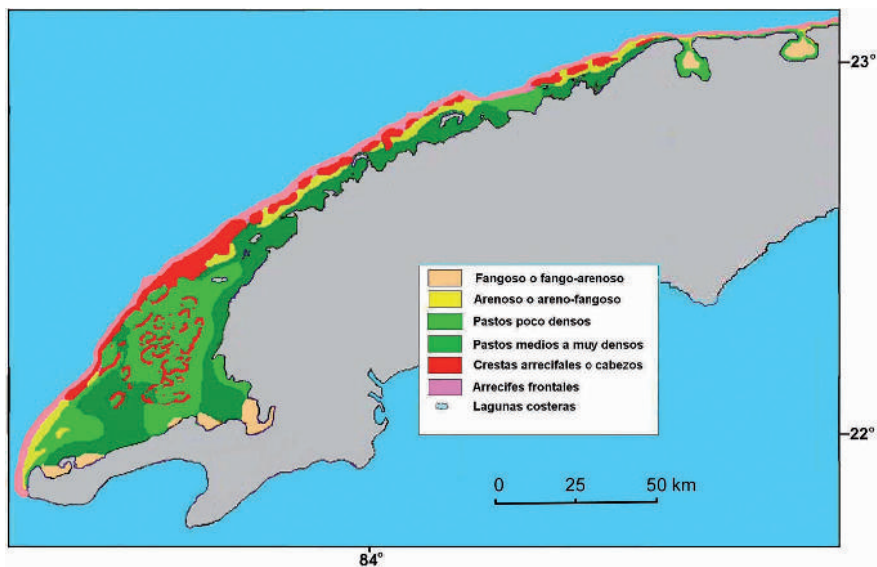 23°
Fangoso o fango-arenoso
Arenoso o areno-fangoso
Pastos poco densos
Pastos medios a muy densos
Crestas arrecifales o cabezos
Arrecifes frontales
Lagunas costeras
22°
0 25 50 km
84°